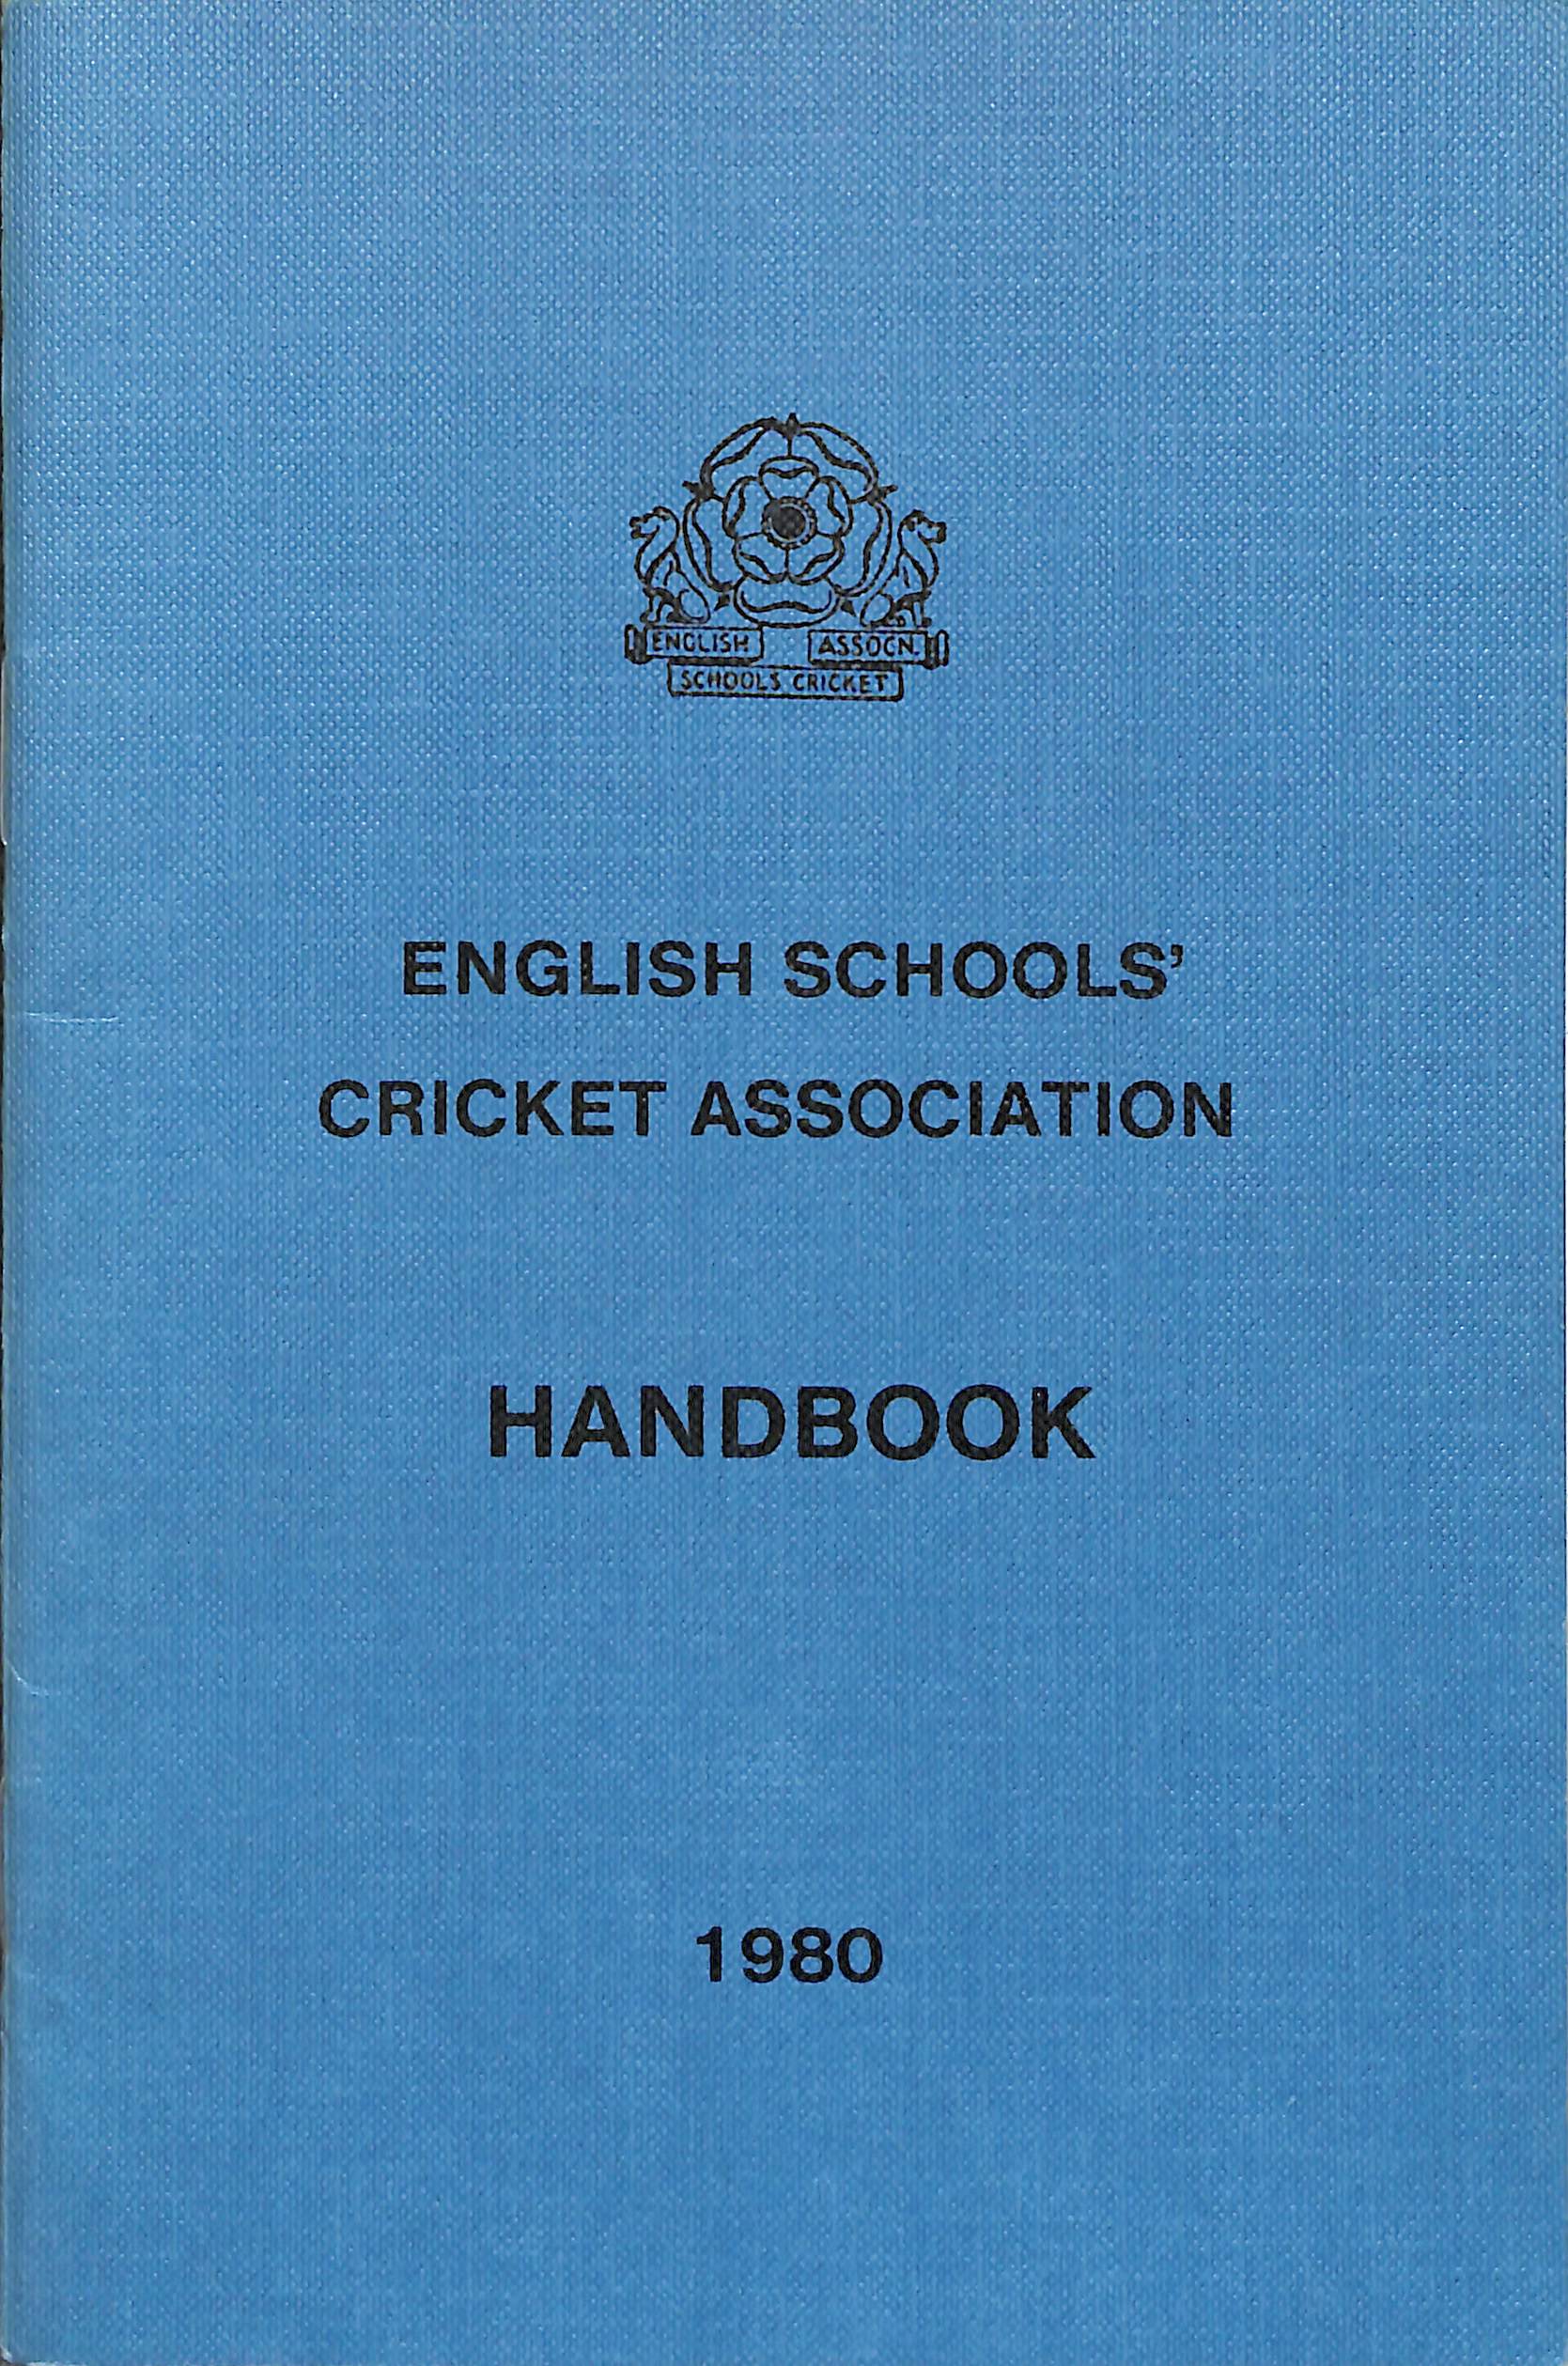 ENGLISH ASSOCN.
SCHOOLS CRICKET
ENGLISH SCHOOLS'
CRICKET ASSOCIATION
HANDBOOK
1980